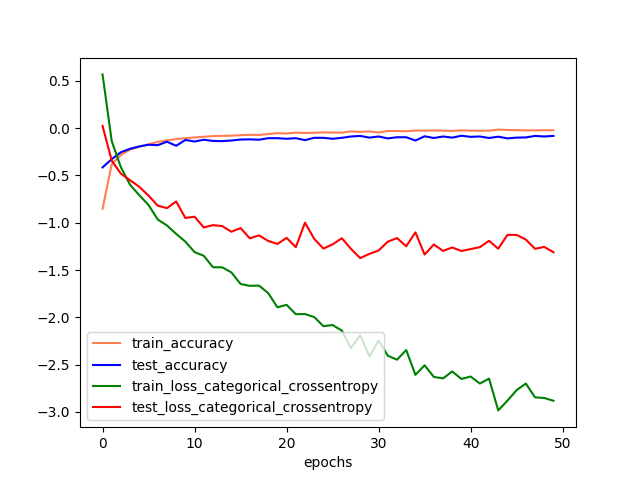 0.5
0.0
−0.5
−1.0
−1.5
−2.0
−2.5
−3.0
train_accuracy
test_accuracy
train_loss_categorical_crossentropy
test_loss_categorical_crossentropy
0 10 20 30 40 50
epochs